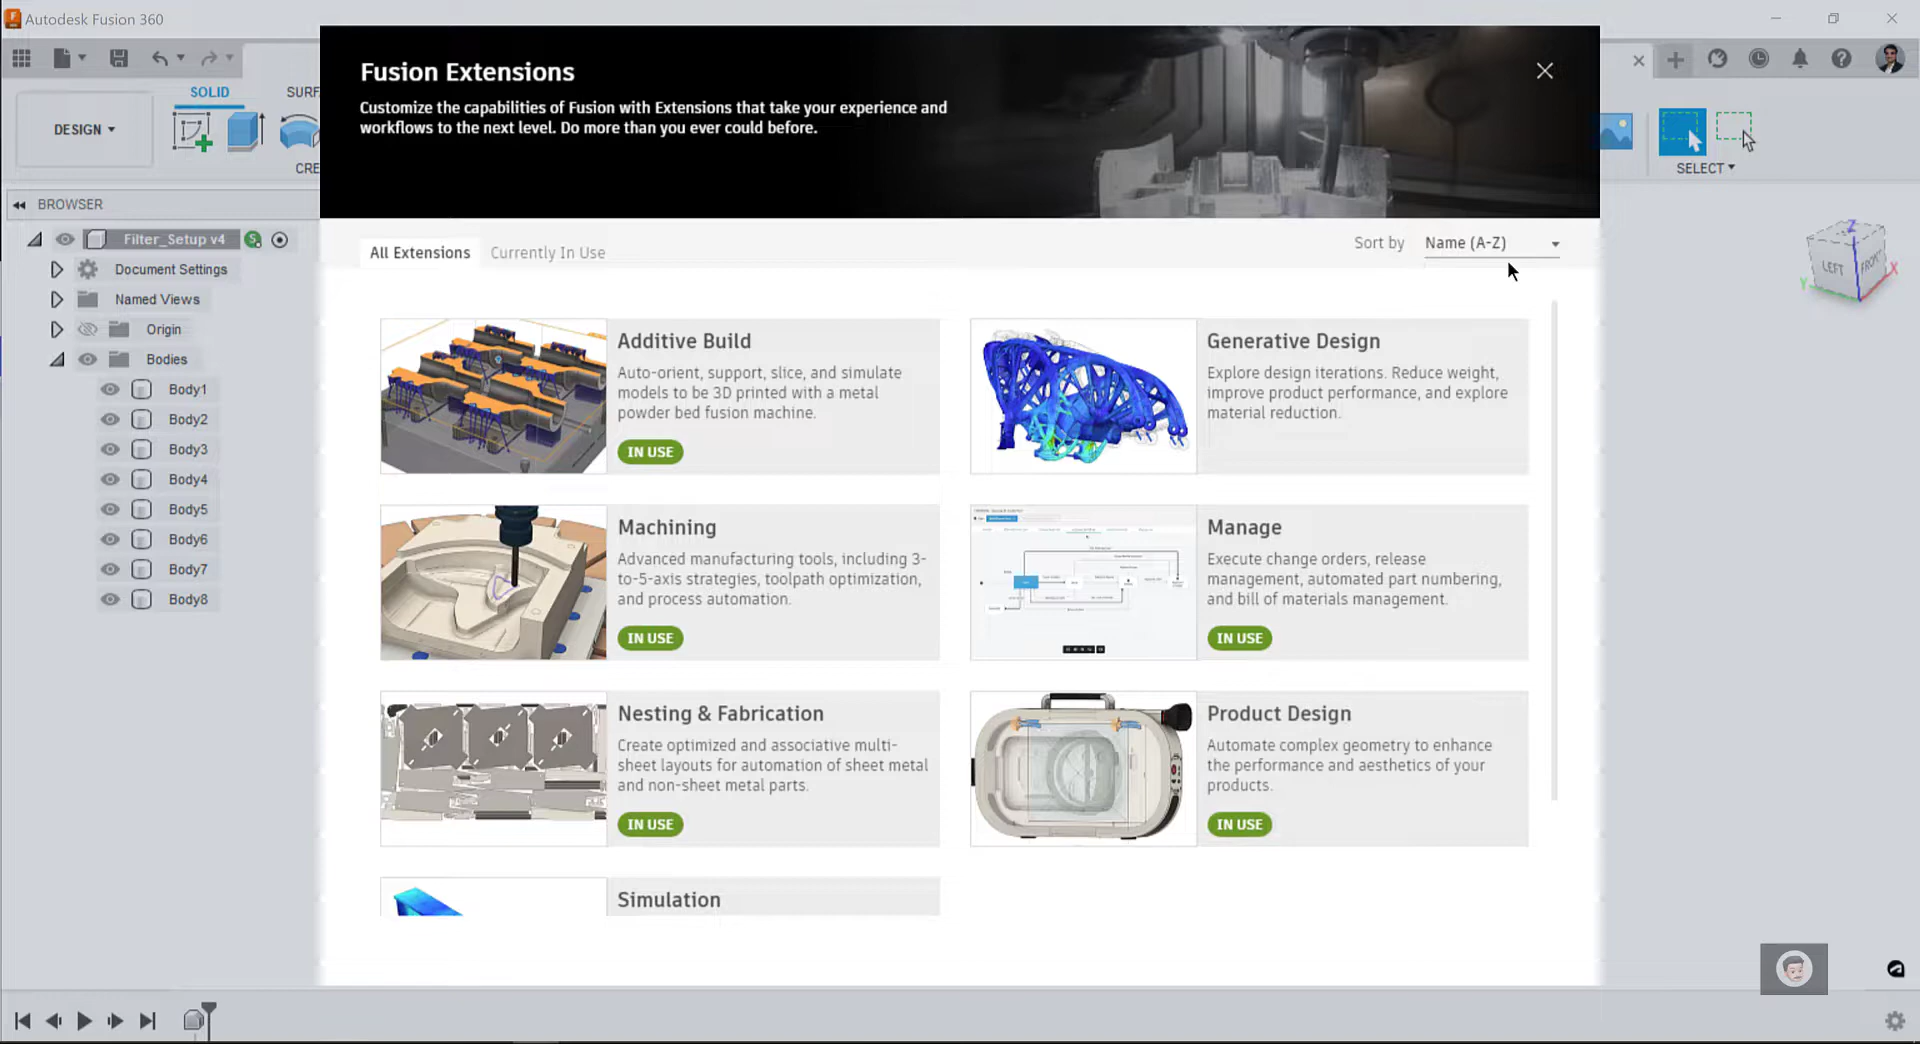 Autodesk Fusion 360
Fusion Extensions
Customize the capabilities of Fusion with Extensions that take your experience and
workflows to the next level. Do more than you ever could before.
SOLID
SURF
DESIGN
CRE
SELECT
BROWSER
All Extensions
Currently In Use
Sort by
Name (A-Z)
Filter_Setup v4
S
Document Settings
Named Views
Origin
Bodies
Body1
Body2
Body3
Body4
Body5
Body6
Body7
Body8
Z
LEFT
FRONT
X
Y
Additive Build
Auto-orient, support, slice, and simulate
models to be 3D printed with a metal
powder bed fusion machine.
IN USE
Generative Design
Explore design iterations. Reduce weight,
improve product performance, and explore
material reduction.
Machining
Advanced manufacturing tools, including 3-
to-5-axis strategies, toolpath optimization,
and process automation.
IN USE
Manage
Execute change orders, release
management, automated part numbering,
and bill of materials management.
IN USE
Nesting & Fabrication
Create optimized and associative multi-
sheet layouts for automation of sheet metal
and non-sheet metal parts.
IN USE
Product Design
Automate complex geometry to enhance
the performance and aesthetics of your
products.
IN USE
Simulation